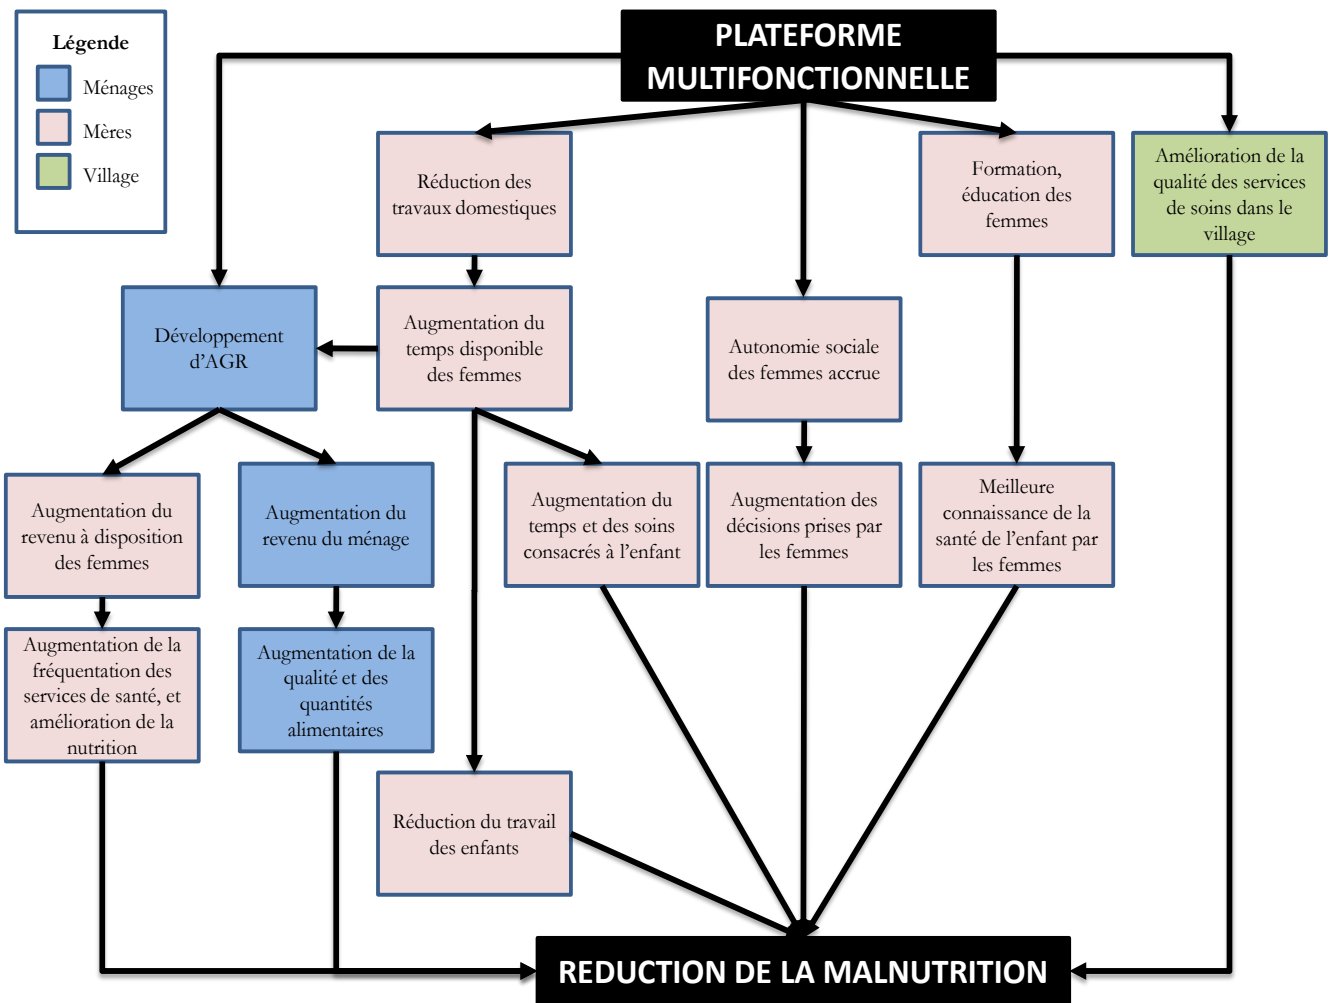 Légende
Ménages
Mères
Village
PLATEFORME
MULTIFONCTIONNELLE
Réduction des
travaux domestiques
Formation,
éducation des
femmes
Amélioration de la
qualité des services
de soins dans le
village
Développement
d’AGR
Augmentation du
temps disponible
des femmes
Autonomie sociale
des femmes accrue
Augmentation du
revenu à disposition
des femmes
Augmentation du
revenu du ménage
Augmentation du
temps et des soins
consacrés à l’enfant
Augmentation des
décisions prises par
les femmes
Meilleure
connaissance de la
santé de l’enfant par
les femmes
Augmentation de la
fréquentation des
services de santé, et
amélioration de la
nutrition
Augmentation de la
qualité et des
quantités
alimentaires
Réduction du travail
des enfants
REDUCTION DE LA MALNUTRITION